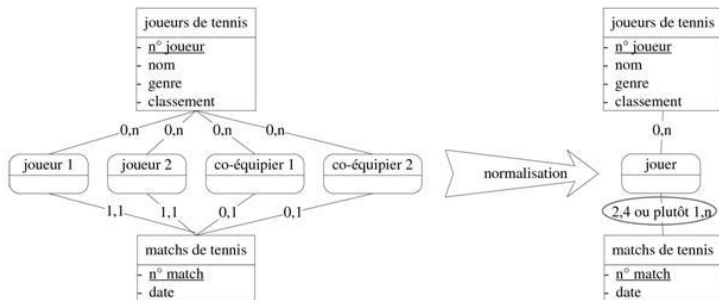 joueurs de tennis
- n° joueur
- nom
- genre
- classement
0,n 0,n 0,n 0,n
joueur 1 joueur 2 co-équipier 1 co-équipier 2
1,1 1,1 0,1 0,1
matchs de tennis
- n° match
- date
normalisation
joueurs de tennis
- n° joueur
- nom
- genre
- classement
0,n
jouer
2,4 ou plutôt 1,n
matchs de tennis
- n° match
- date